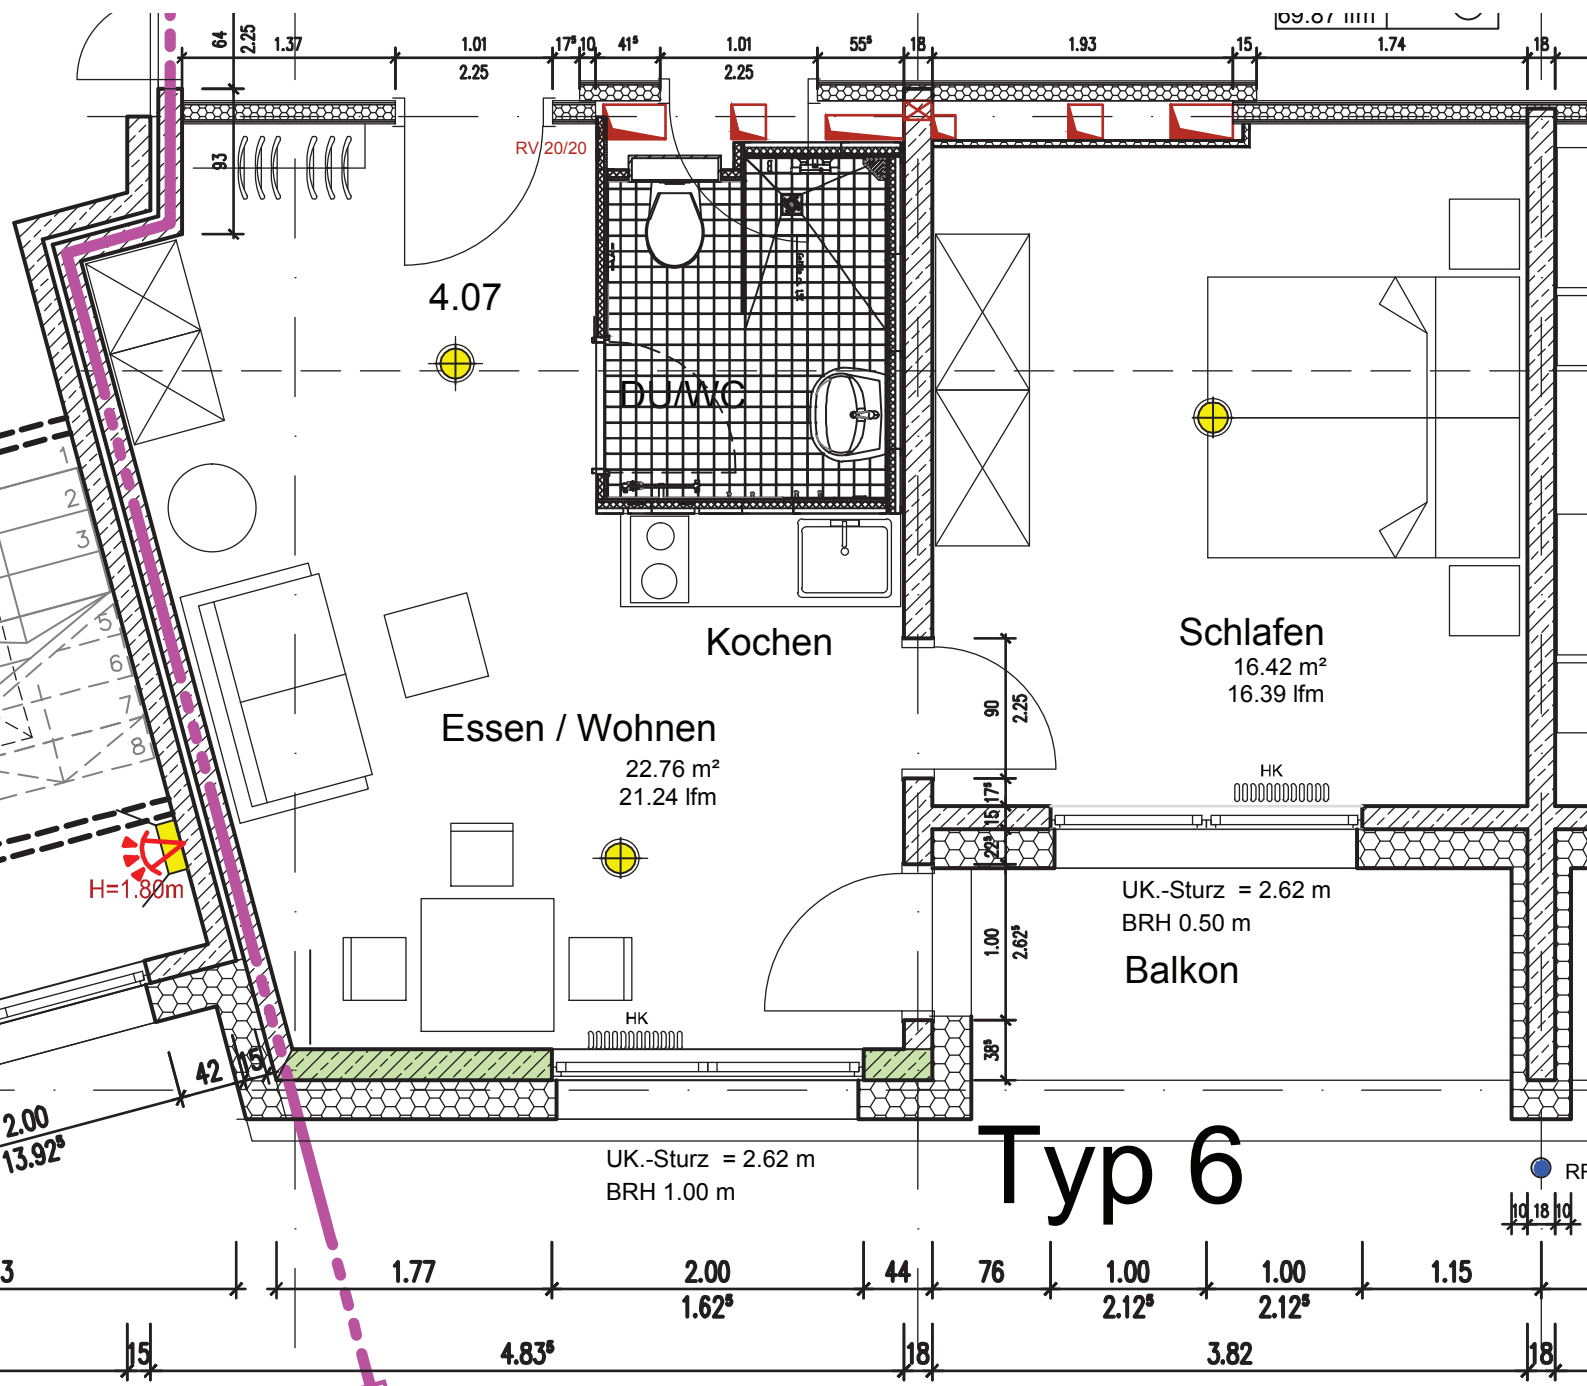 69.87 lfm
64
2.25
1.37
1.01
2.25
17⁵
10
41⁵
1.01
2.25
55⁵
18
1.93
15
1.74
18
93
RV 20/20
4.07
DU/WC
1
2
3
5
6
7
8
Kochen
Schlafen
16.42 m²
16.39 lfm
90
2.25
Essen / Wohnen
22.76 m²
21.24 lfm
HK
17⁵
15
22⁵
H=1.80m
UK.-Sturz = 2.62 m
BRH 0.50 m
1.00
2.62⁵
Balkon
HK
38⁵
42
15
2.00
13.92⁵
UK.-Sturz = 2.62 m
BRH 1.00 m
Typ 6
RF
10
18
10
3
1.77
2.00
1.62⁵
44
76
1.00
2.12⁵
1.00
2.12⁵
1.15
15
4.83⁵
18
3.82
18